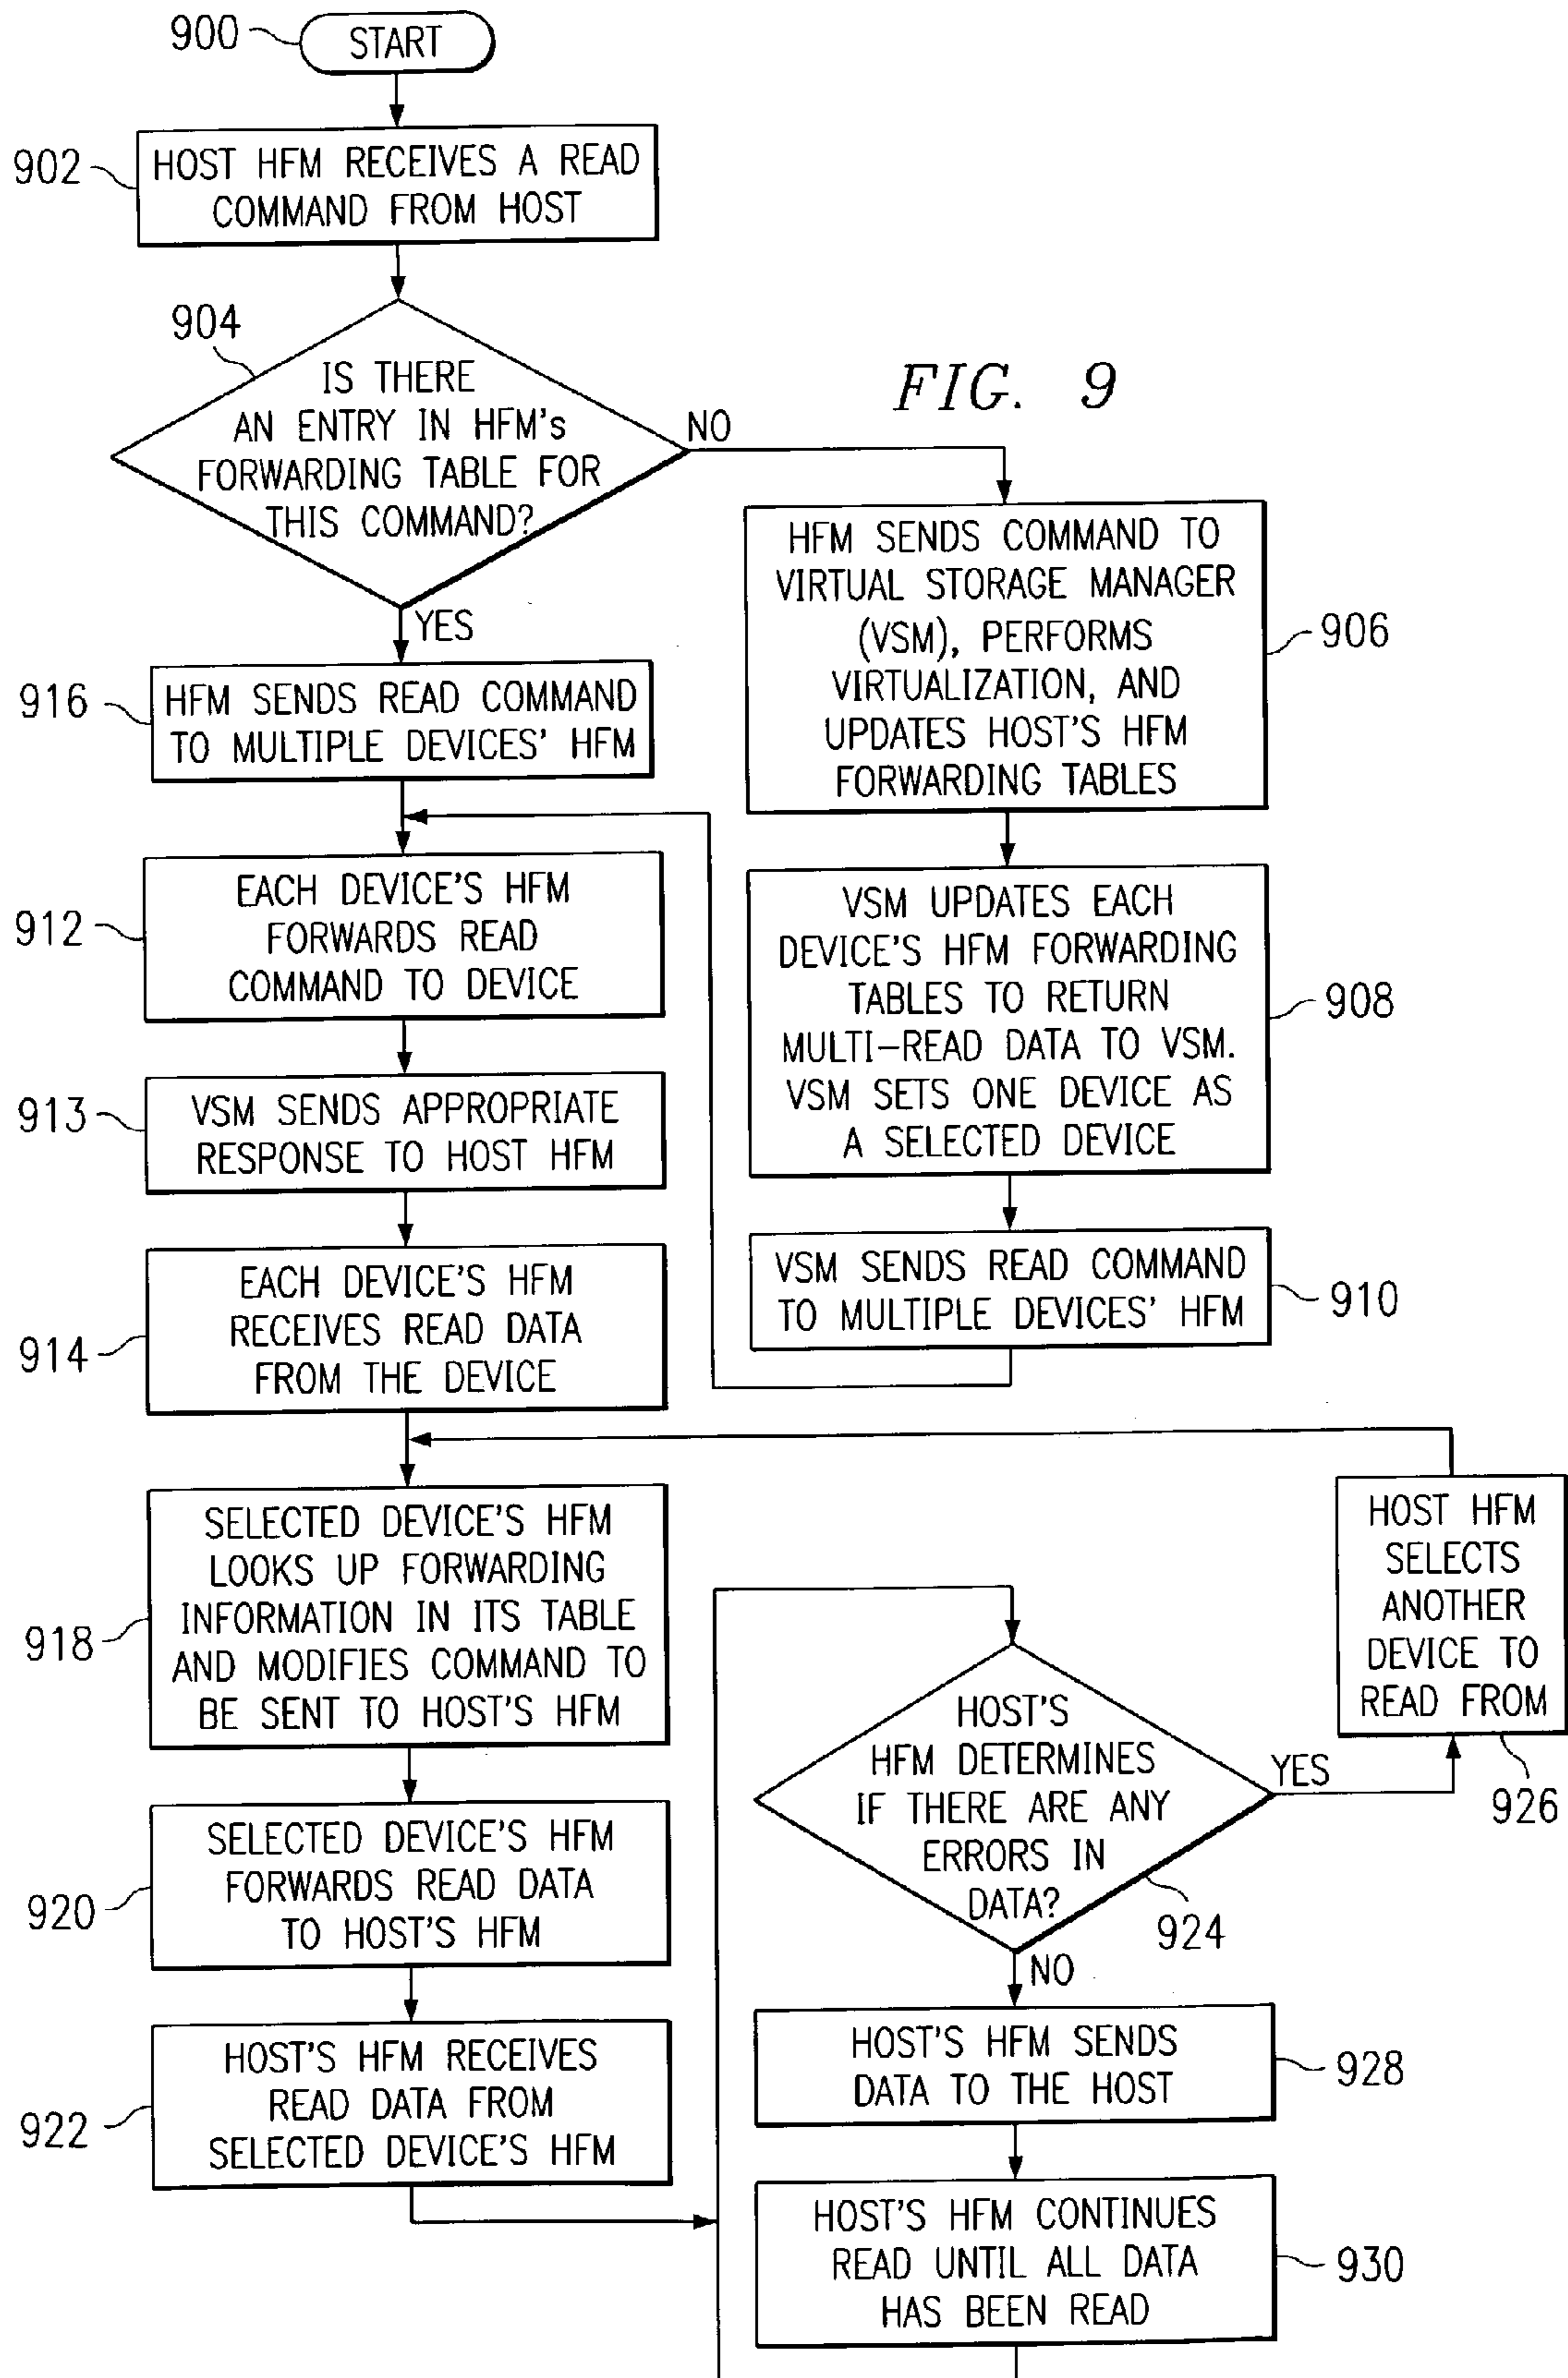 900
START
902
HOST HFM RECEIVES A READ
COMMAND FROM HOST
904
IS THERE
AN ENTRY IN HFM's
FORWARDING TABLE FOR
THIS COMMAND?
NO
YES
FIG. 9
HFM SENDS COMMAND TO
VIRTUAL STORAGE MANAGER
(VSM), PERFORMS
VIRTUALIZATION, AND
UPDATES HOST'S HFM
FORWARDING TABLES
906
916
HFM SENDS READ COMMAND
TO MULTIPLE DEVICES' HFM
912
EACH DEVICE'S HFM
FORWARDS READ
COMMAND TO DEVICE
VSM UPDATES EACH
DEVICE'S HFM FORWARDING
TABLES TO RETURN
MULTI-READ DATA TO VSM.
VSM SETS ONE DEVICE AS
A SELECTED DEVICE
908
913
VSM SENDS APPROPRIATE
RESPONSE TO HOST HFM
VSM SENDS READ COMMAND
TO MULTIPLE DEVICES' HFM
910
914
EACH DEVICE'S HFM
RECEIVES READ DATA
FROM THE DEVICE
918
SELECTED DEVICE'S HFM
LOOKS UP FORWARDING
INFORMATION IN ITS TABLE
AND MODIFIES COMMAND TO
BE SENT TO HOST'S HFM
920
SELECTED DEVICE'S HFM
FORWARDS READ DATA
TO HOST'S HFM
922
HOST'S HFM RECEIVES
READ DATA FROM
SELECTED DEVICE'S HFM
HOST'S
HFM DETERMINES
IF THERE ARE ANY
ERRORS IN
DATA?
924
YES
NO
HOST HFM
SELECTS
ANOTHER
DEVICE TO
READ FROM
926
HOST'S HFM SENDS
DATA TO THE HOST
928
HOST'S HFM CONTINUES
READ UNTIL ALL DATA
HAS BEEN READ
930